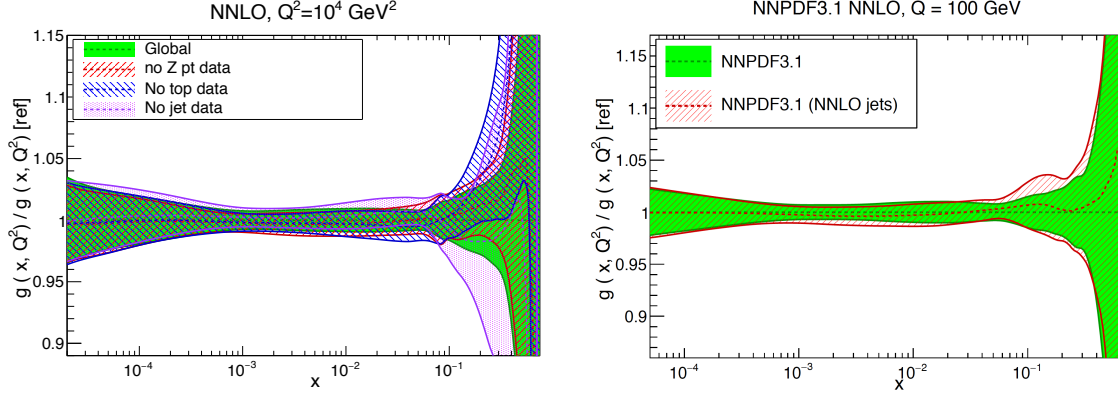 NNLO, Q²=10⁴ GeV²
Global
no Z pt data
No top data
No jet data
g ( x, Q²) / g ( x, Q²) [ref]
1.15
1.1
1.05
1
0.95
0.9
10⁻⁴
10⁻³
10⁻²
10⁻¹
x
NNPDF3.1 NNLO, Q = 100 GeV
NNPDF3.1
NNPDF3.1 (NNLO jets)
g ( x, Q²) / g ( x, Q²) [ref]
1.15
1.1
1.05
1
0.95
0.9
10⁻⁴
10⁻³
10⁻²
10⁻¹
x